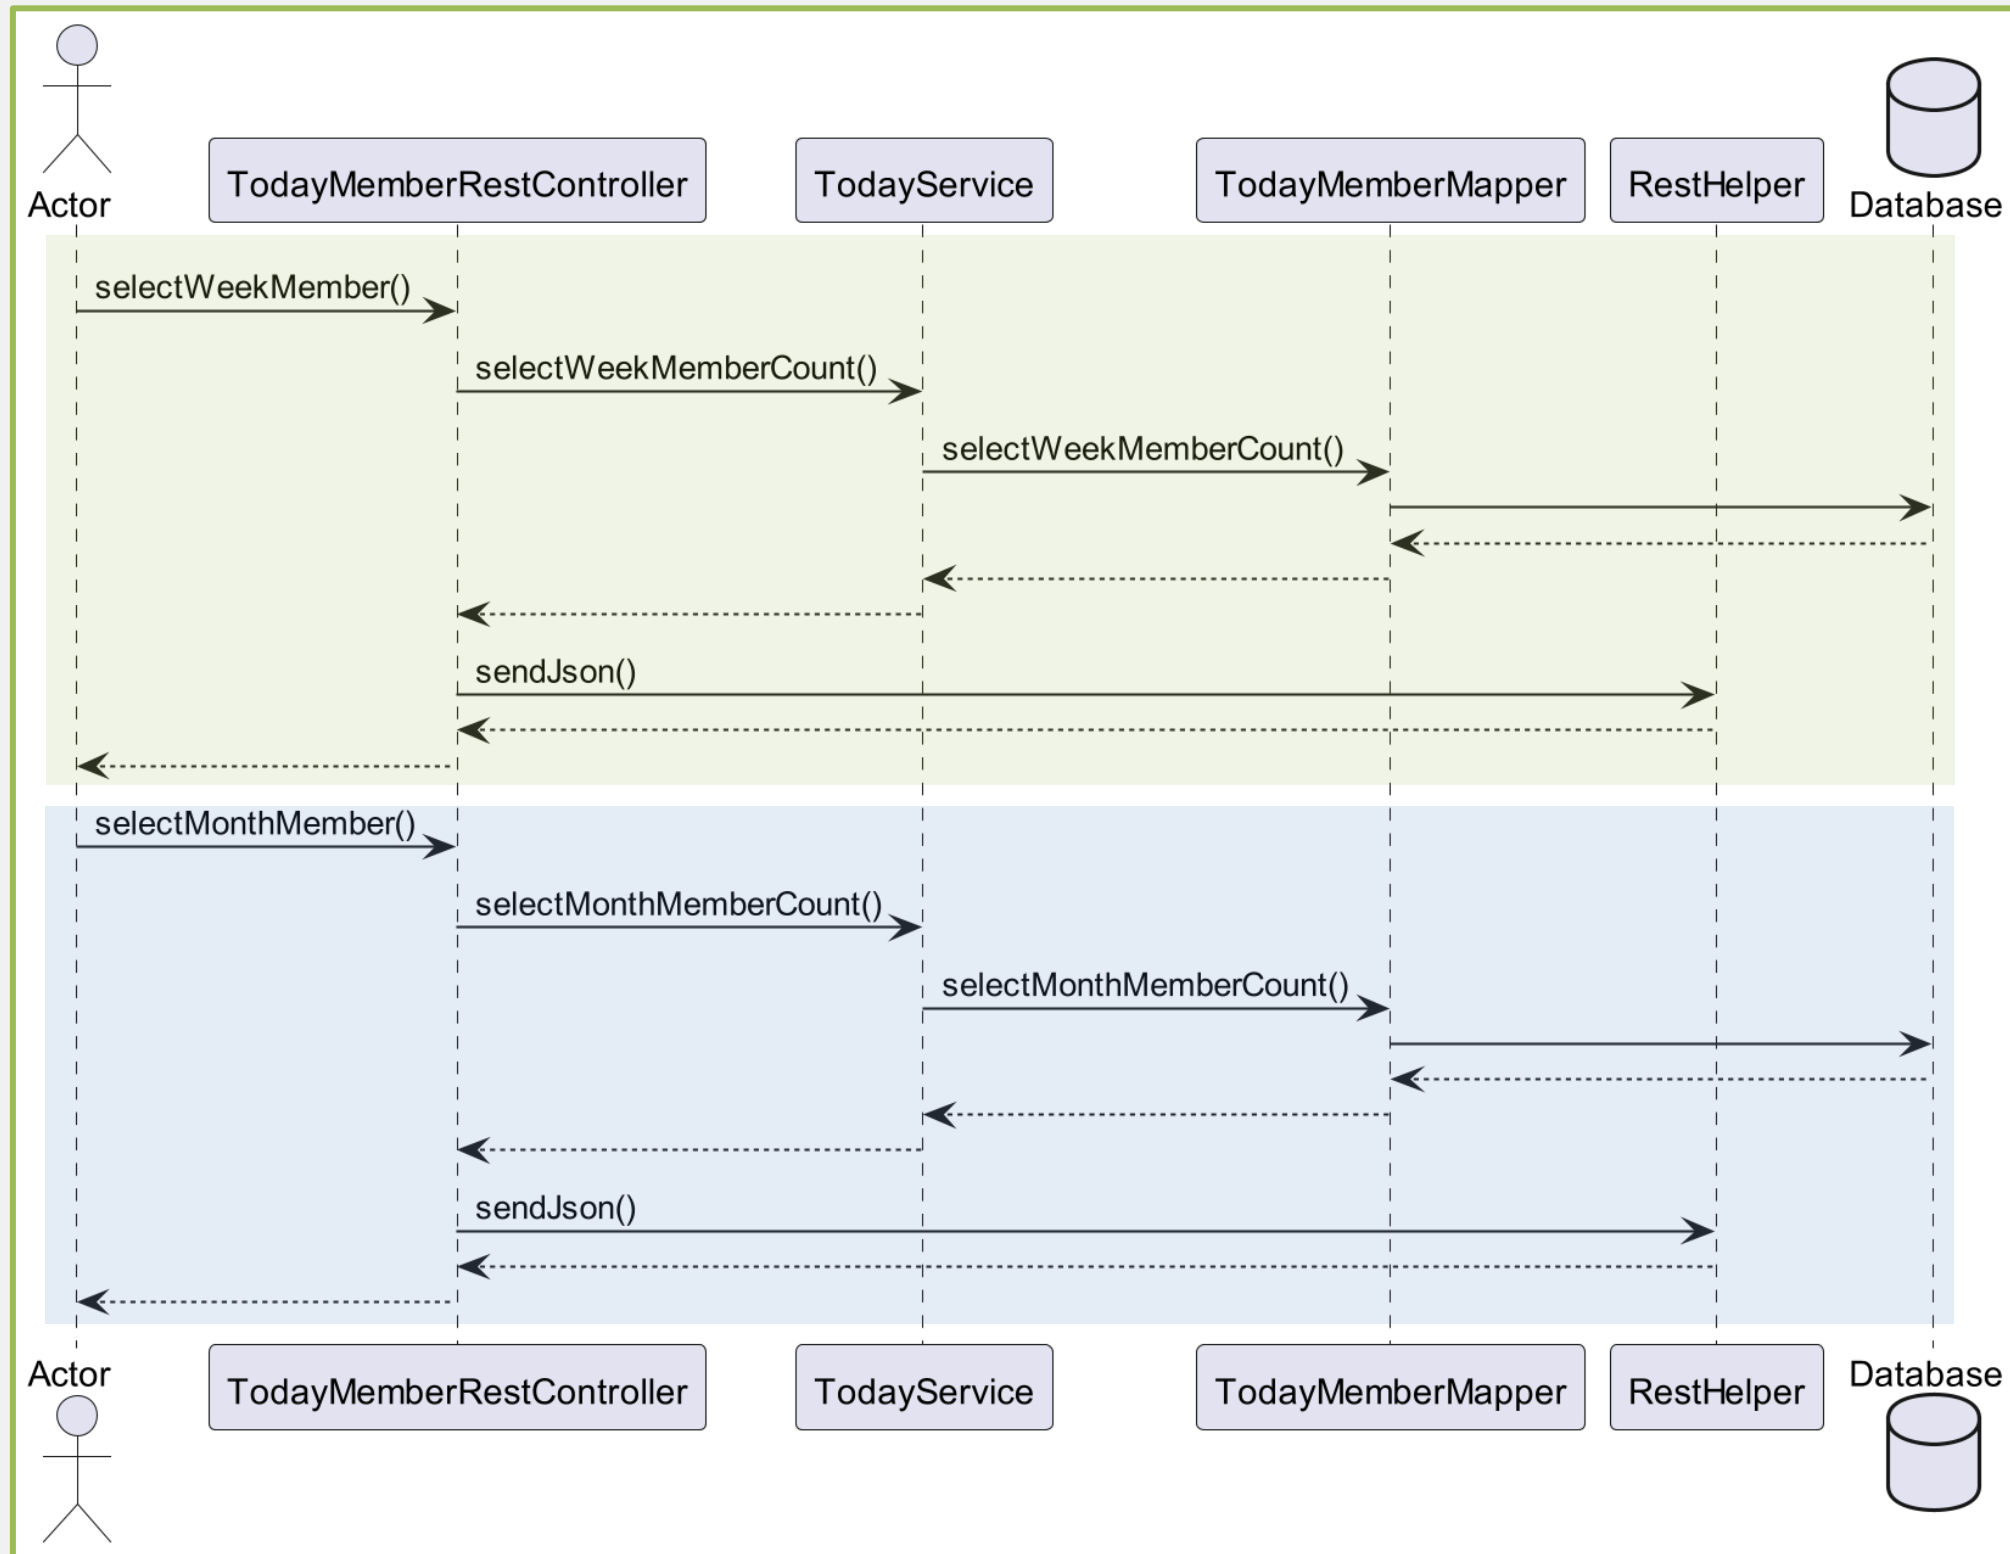 Actor
TodayMemberRestController
TodayService
TodayMemberMapper
RestHelper
Database
selectWeekMember()
selectWeekMemberCount()
selectWeekMemberCount()
sendJson()
selectMonthMember()
selectMonthMemberCount()
selectMonthMemberCount()
sendJson()
Actor
TodayMemberRestController
TodayService
TodayMemberMapper
RestHelper
Database